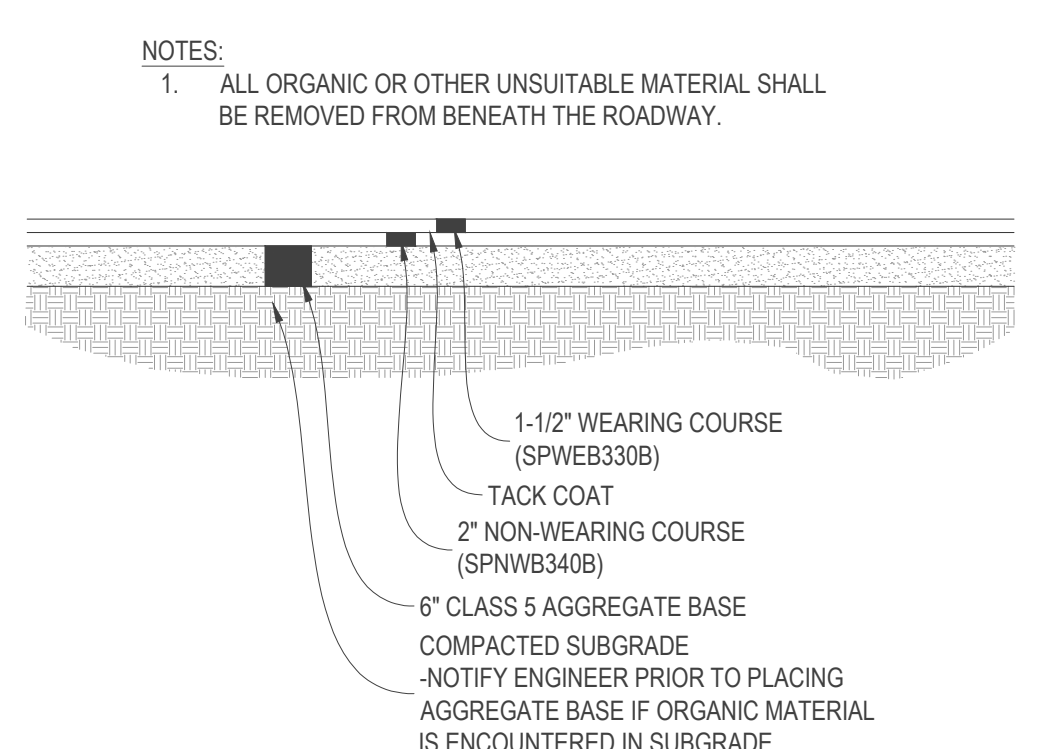 NOTES:
1. ALL ORGANIC OR OTHER UNSUITABLE MATERIAL SHALL
BE REMOVED FROM BENEATH THE ROADWAY.
1-1/2" WEARING COURSE
(SPWEB330B)
TACK COAT
2" NON-WEARING COURSE
(SPNWB340B)
6" CLASS 5 AGGREGATE BASE
COMPACTED SUBGRADE
-NOTIFY ENGINEER PRIOR TO PLACING
AGGREGATE BASE IF ORGANIC MATERIAL
IS ENCOUNTERED IN SUBGRADE